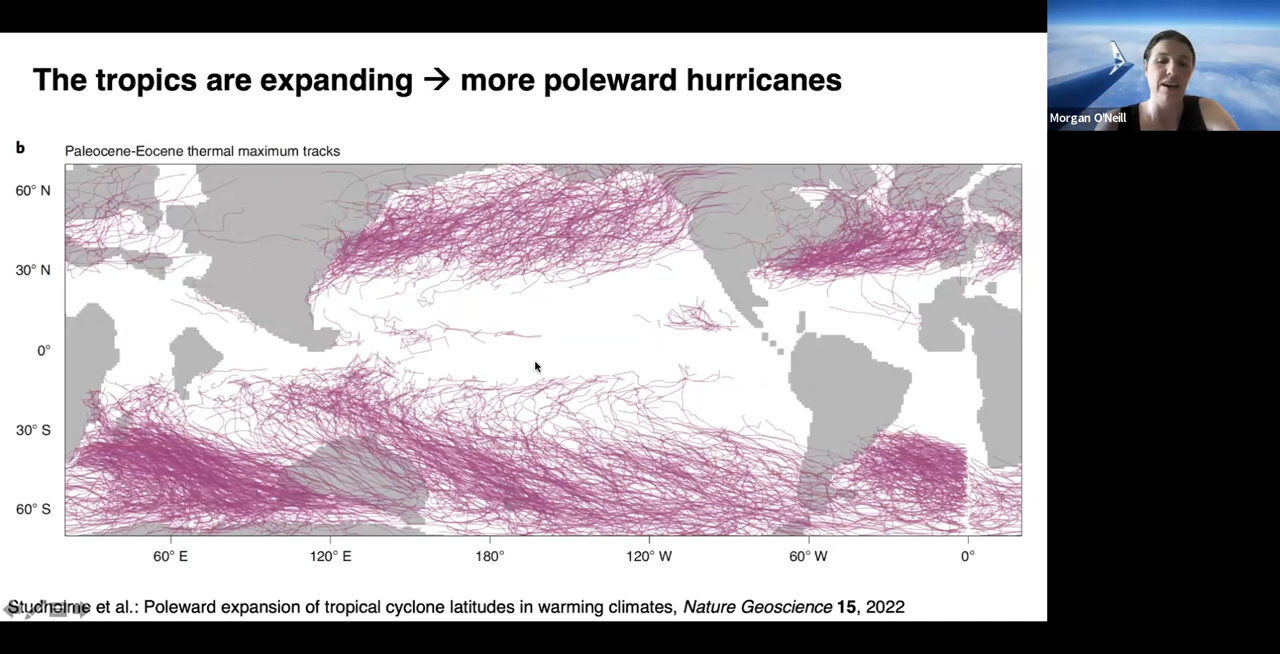 The tropics are expanding → more poleward hurricanes
Morgan O'Neill
b
Paleocene-Eocene thermal maximum tracks
60° N
30° N
0°
30° S
60° S
60° E 120° E 180° 120° W 60° W 0°
et al.: Poleward expansion of tropical cyclone latitudes in warming climates, Nature Geoscience 15, 2022